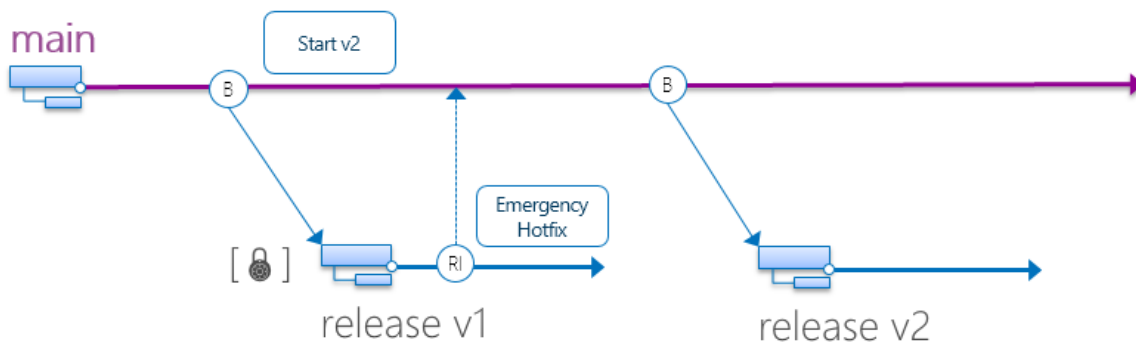 main
Start v2
B
B
Emergency
Hotfix
[ ]
RI
release v1
release v2